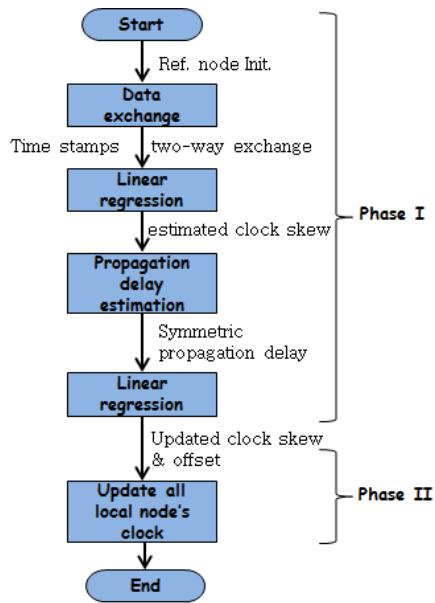 Start
Ref. node Init.
Data
exchange
Time stamps two-way exchange
Linear
regression
estimated clock skew
Phase I
Propagation
delay
estimation
Symmetric
propagation delay
Linear
regression
Updated clock skew
& offset
Update all
local node's
clock
Phase II
End